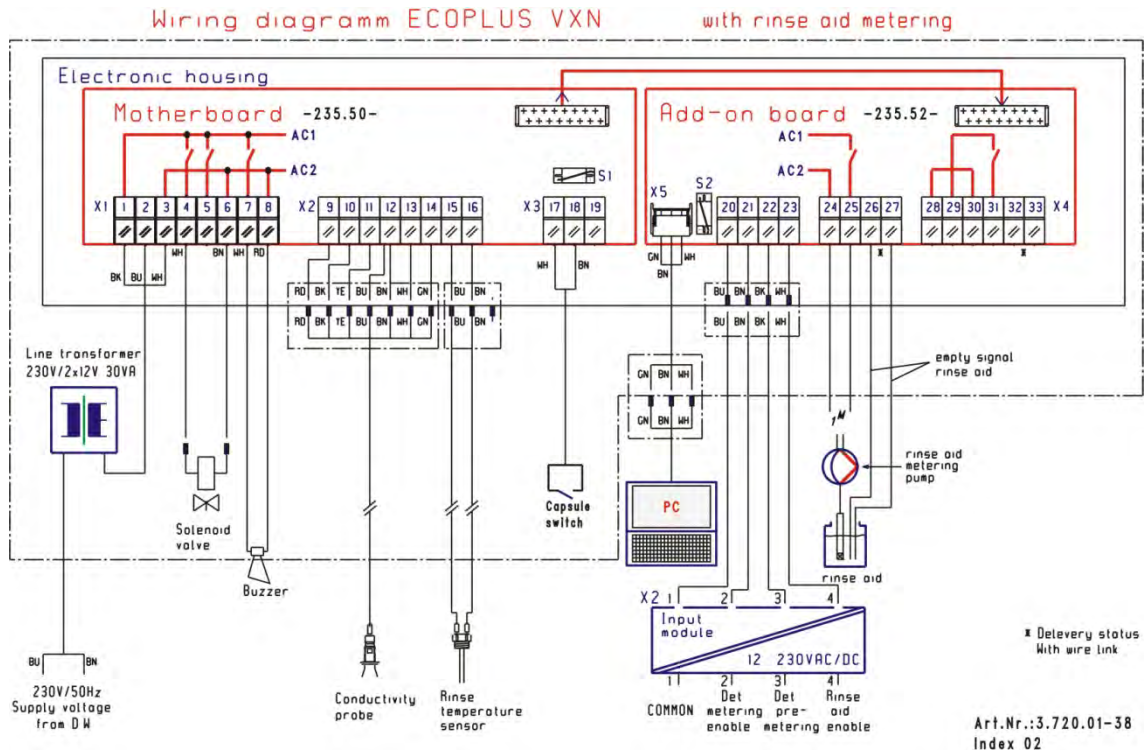 Wiring diagramm ECOPLUS VXN with rinse aid metering
Electronic housing
Motherboard -235.50-
Add-on board -235.52-
AC1
AC2
AC1
AC2
S1
X5
S2
X1 1 2 3 4 5 6 7 8
X2 9 10 11 12 13 14 15 16
X3 17 18 19
20 21 22 23
24 25 26 27
28 29 30 31 32 33 X4
BK BU WH WH BN WH RD
WH BN
GN WH
BN
x
x
RD BK YE BU BN WH GN
RD BK YE BU BN WH GN
BU BN
BU BN
BU BN BK WH
BU BN BK WH
Line transformer
230V/2x12V 30VA
empty signal
rinse aid
GN BN WH
GN BN WH
M
rinse aid
metering
pump
PC
Capsule
switch
Solenoid
valve
Buzzer
rinse aid
X2 1 2 3 4
Input
module
12 230VAC/DC
1 2 3 4
COMMON
Det
metering
enable
Det
pre-
metering
Rinse
aid
enable
x Delevery status
With wire link
BU BN
230V/50Hz
Supply voltage
from DW
Conductivity
probe
Rinse
temperature
sensor
Art.Nr.:3.720.01-38
Index 02